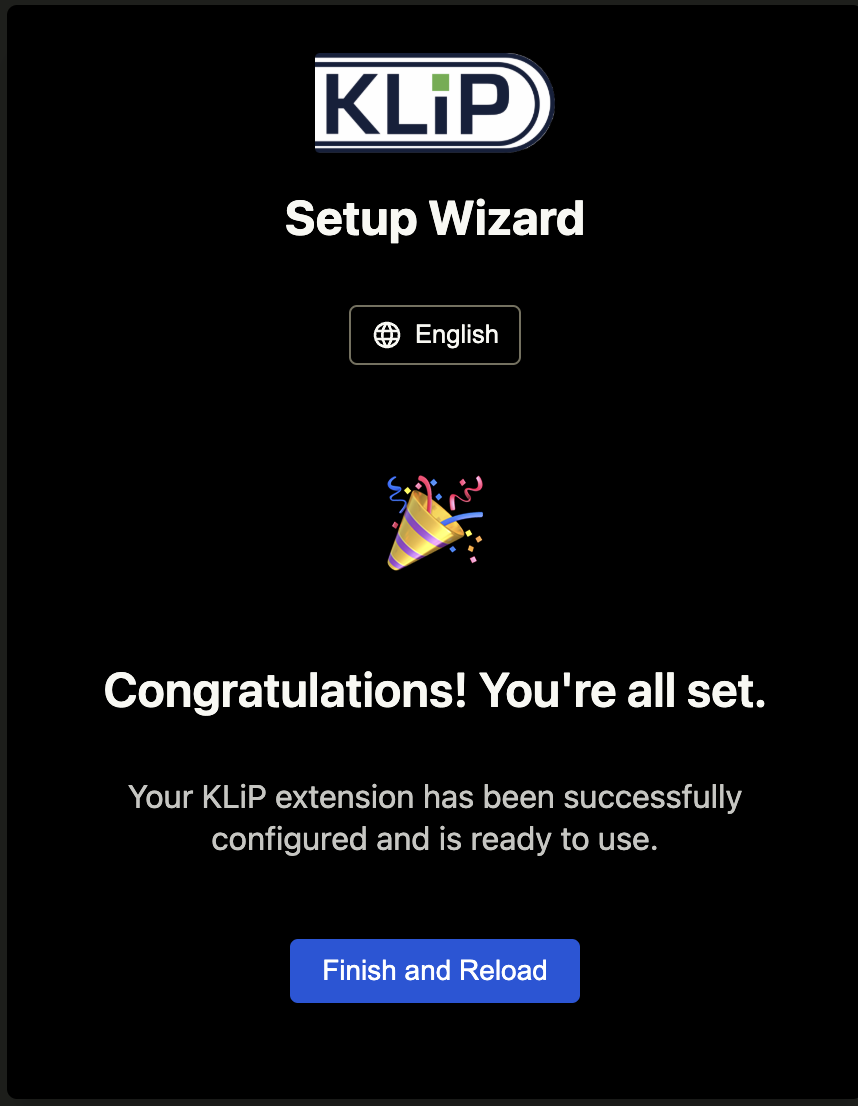 KLiP
Setup Wizard
English
Congratulations! You're all set.
Your KLiP extension has been successfully
configured and is ready to use.
Finish and Reload